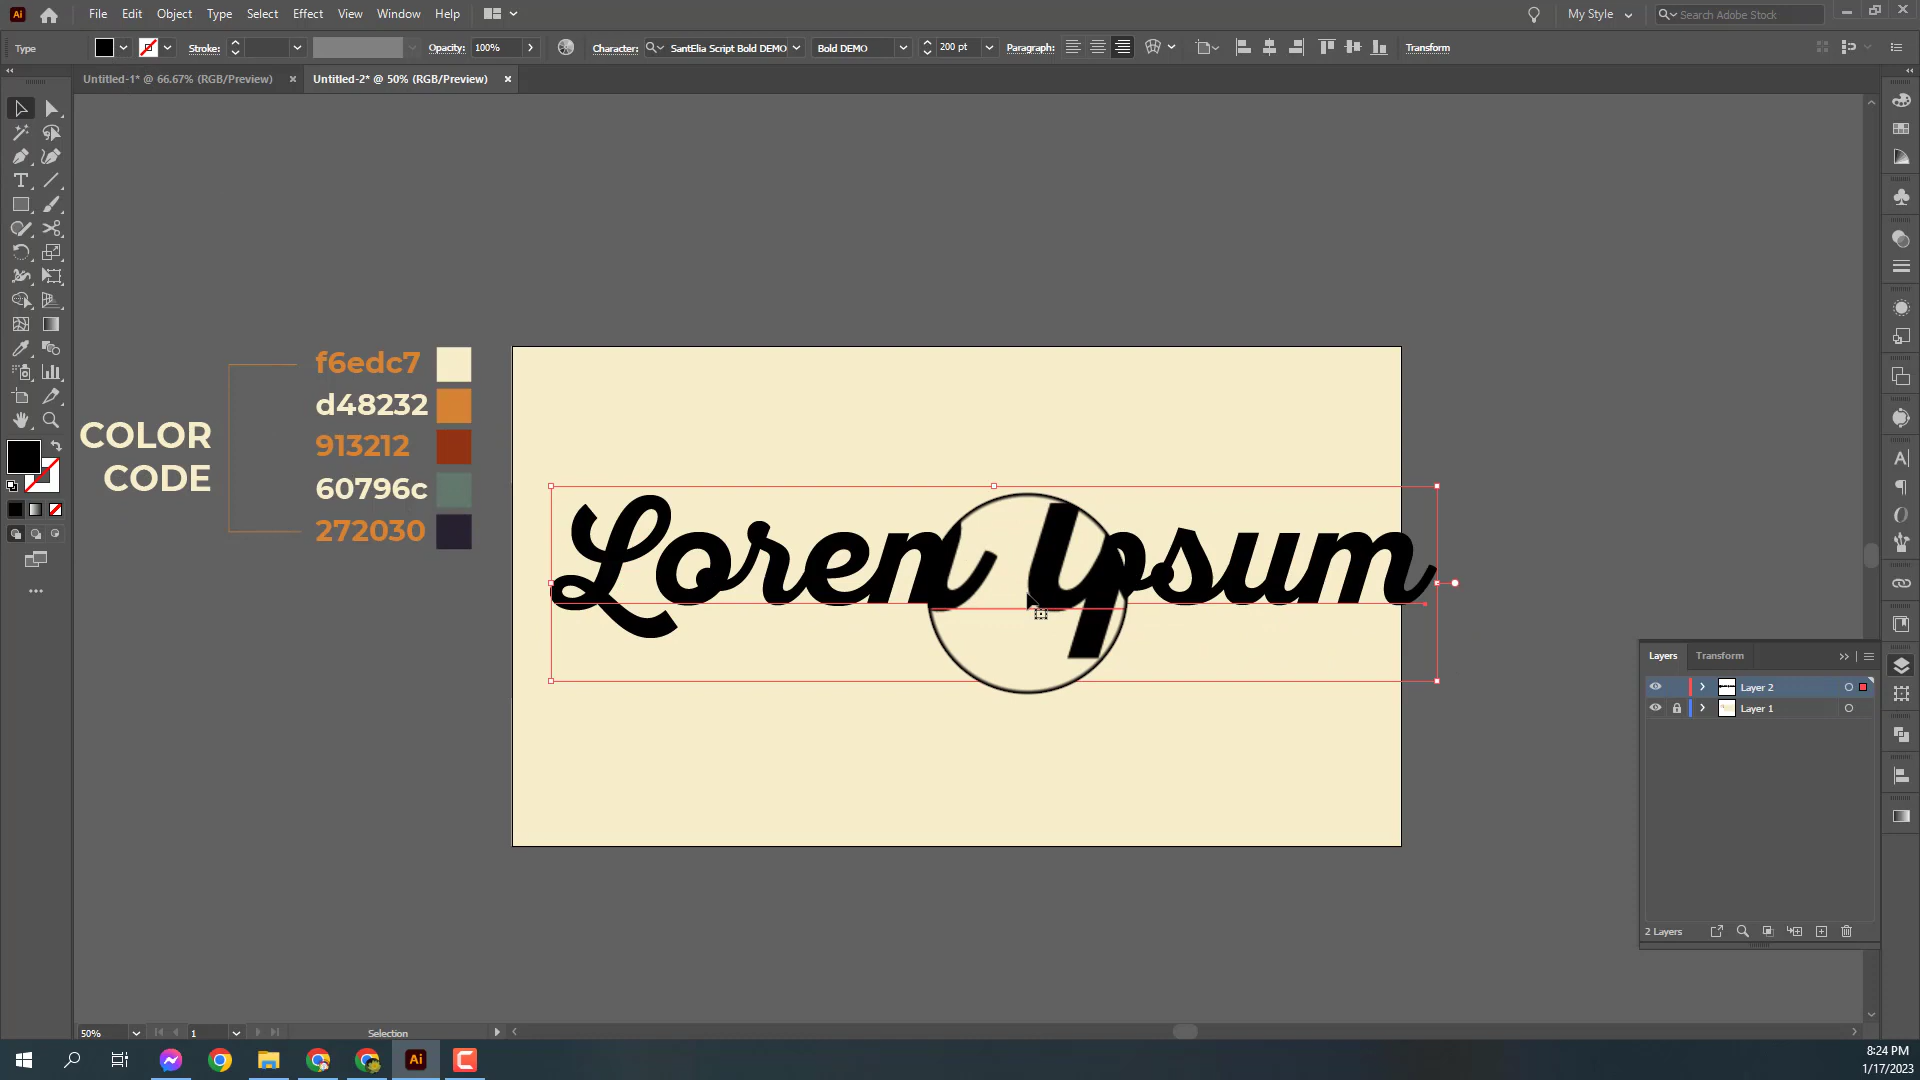 Ai File Edit Object Type Select Effect View Window Help My Style Search Adobe Stock
Type Stroke: Opacity: 100% Character: SantElia Script Bold DEMO Bold DEMO 200 pt Paragraph: Transform
Untitled-1* @ 66.67% (RGB/Preview) × Untitled-2* @ 50% (RGB/Preview) ×
f6edc7
d48232
COLOR
CODE
913212
60796c
272030
Lorem Ipsum
Layers Transform
Layer 2
Layer 1
2 Layers
50% 1 Selection
Ai
8:24 PM
1/17/2023